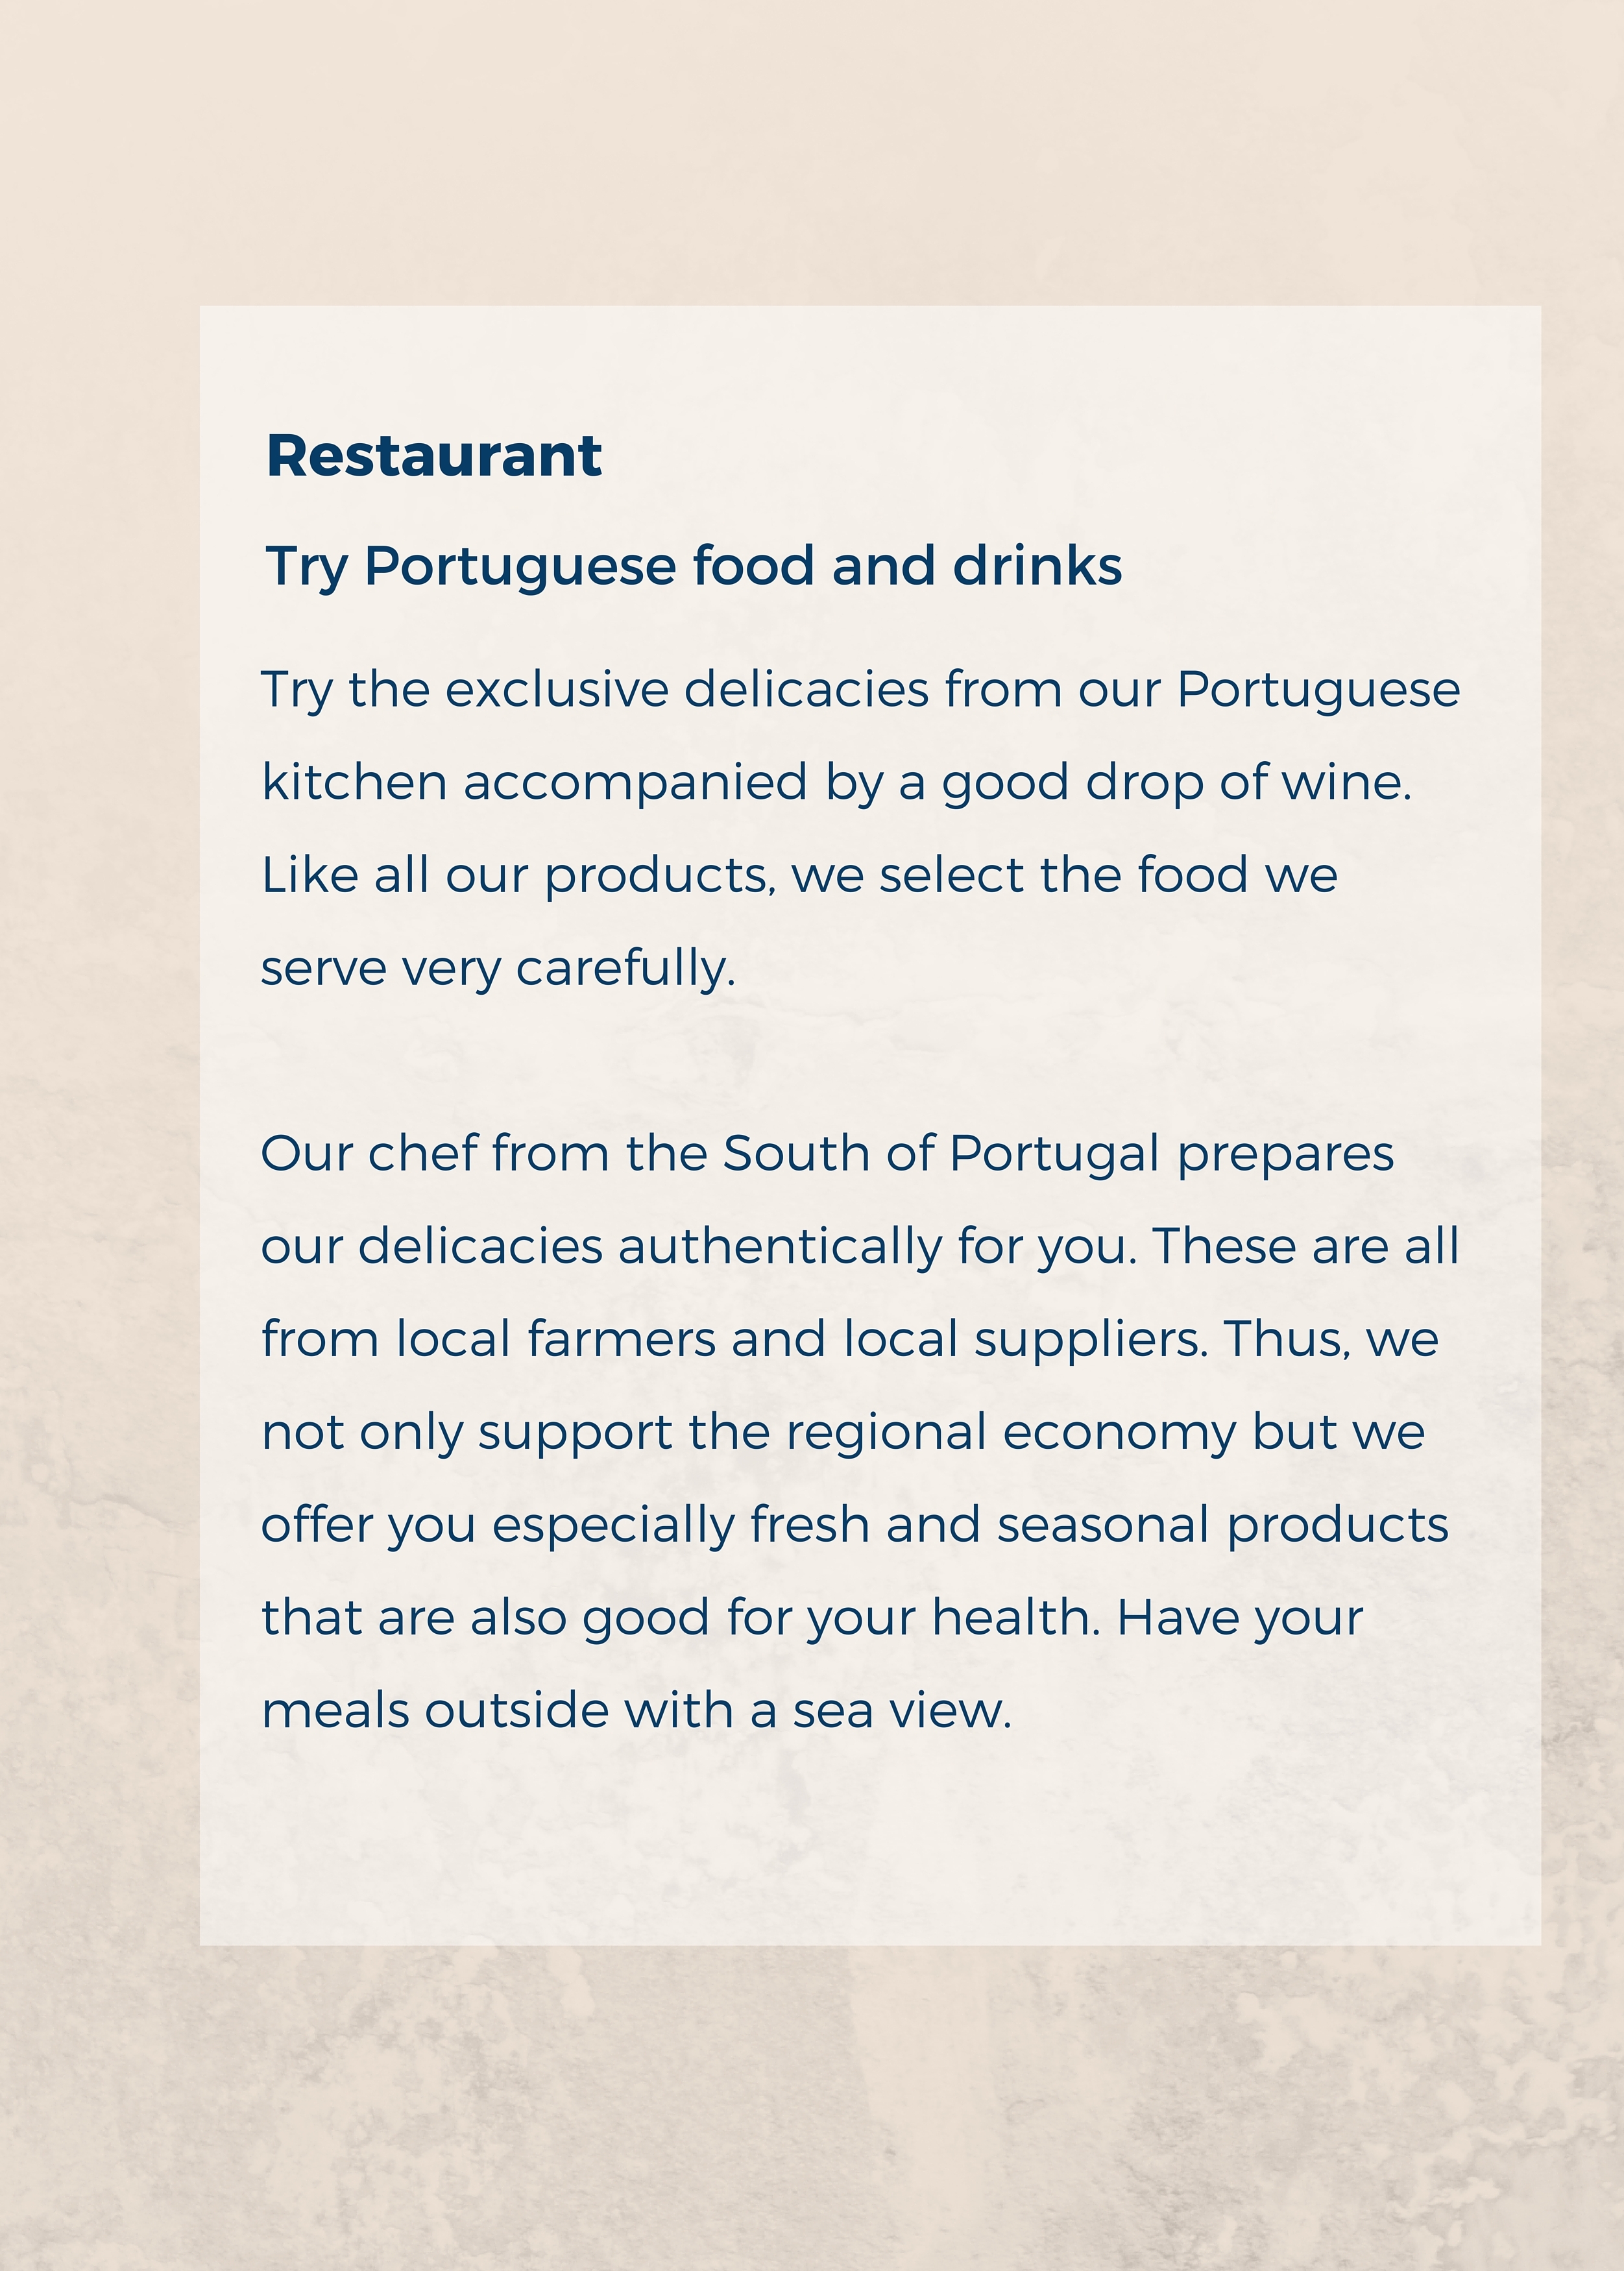 Restaurant
Try Portuguese food and drinks
Try the exclusive delicacies from our Portuguese
kitchen accompanied by a good drop of wine.
Like all our products, we select the food we
serve very carefully.
Our chef from the South of Portugal prepares
our delicacies authentically for you. These are all
from local farmers and local suppliers. Thus, we
not only support the regional economy but we
offer you especially fresh and seasonal products
that are also good for your health. Have your
meals outside with a sea view.